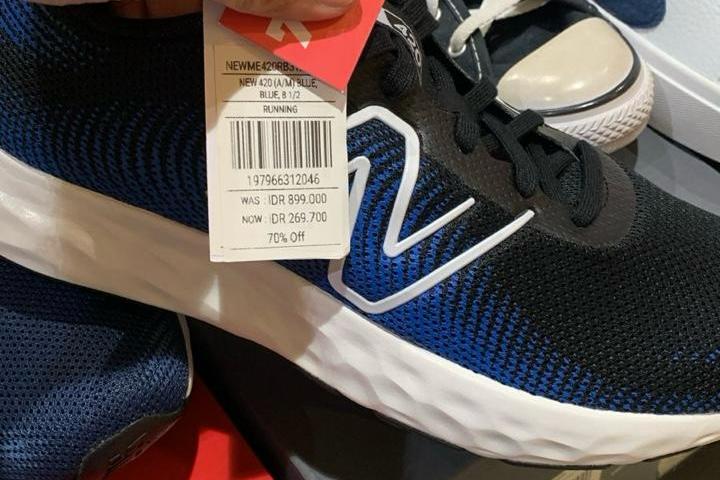 NEW 420 (A/M) BLUE,
BLUE, 8 1/2
RUNNING
197966312046
WAS : IDR 899.000
NOW : IDR 269.700
70% Off